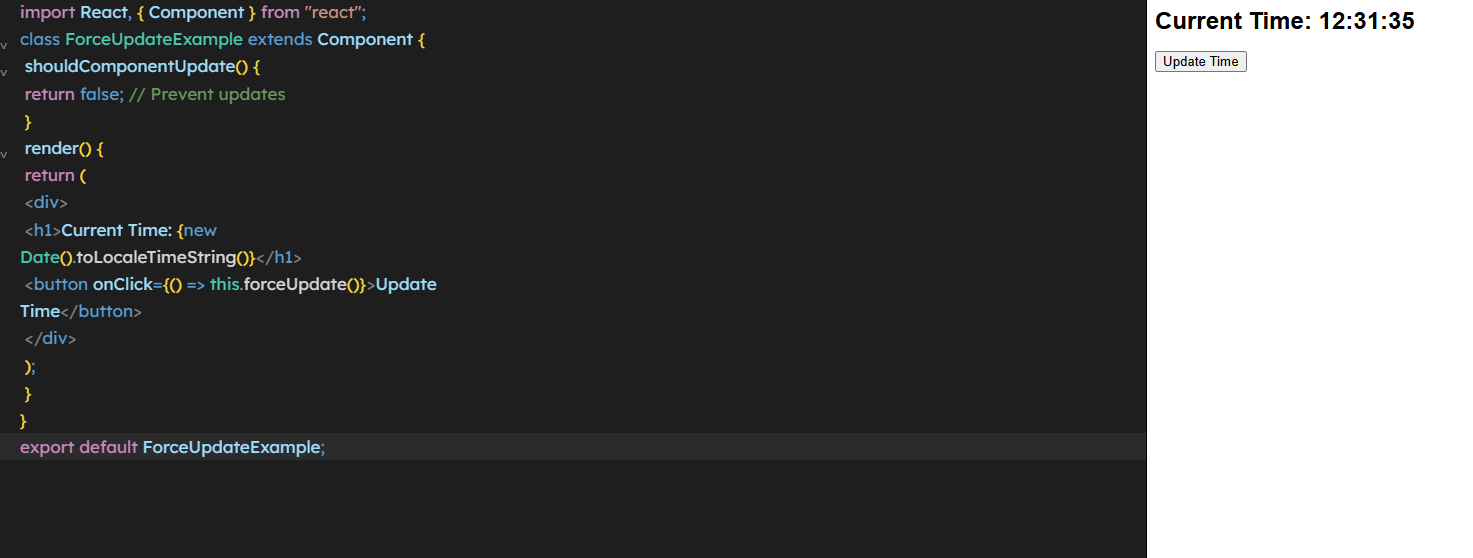 import React, { Component } from "react";
class ForceUpdateExample extends Component {
shouldComponentUpdate() {
return false; // Prevent updates
}
render() {
return (
<div>
<h1>Current Time: {new
Date().toLocaleTimeString()}</h1>
<button onClick={() => this.forceUpdate()}>Update
Time</button>
</div>
);
}
}
export default ForceUpdateExample;
Current Time: 12:31:35
Update Time